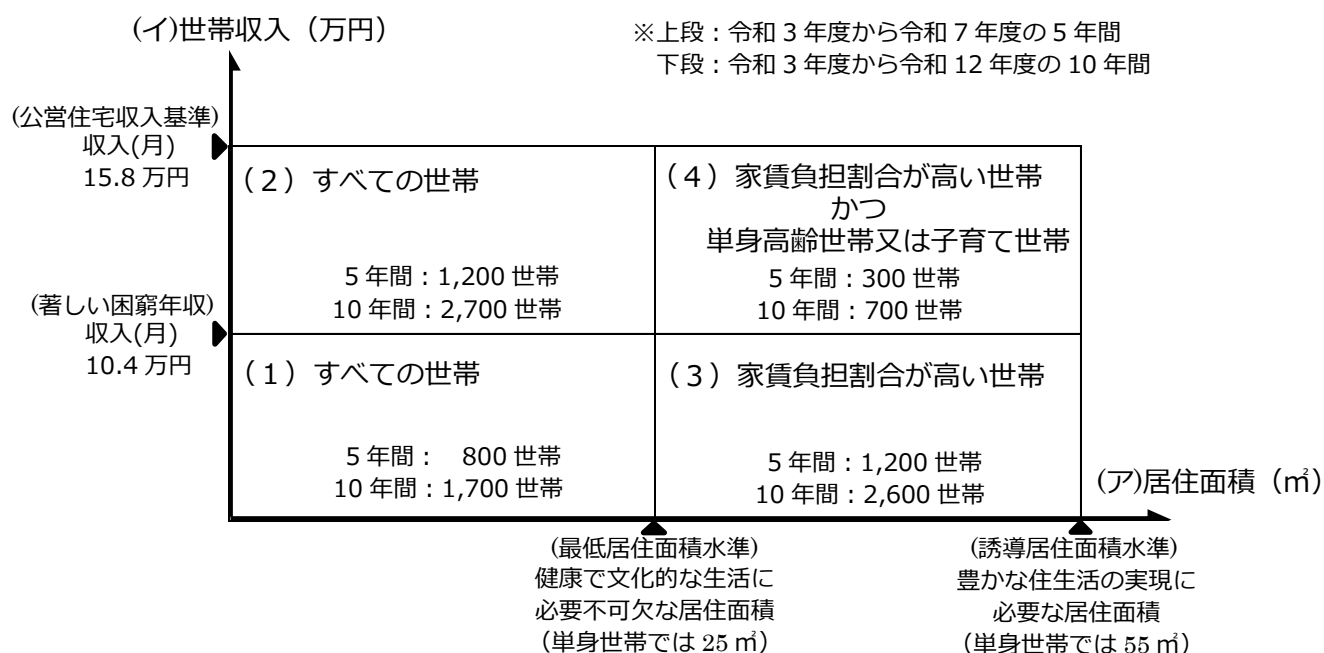 (イ)世帯収入（万円）
※上段：令和 3 年度から令和 7 年度の 5 年間
下段：令和 3 年度から令和 12 年度の 10 年間
(公営住宅収入基準)
収入(月)
15.8 万円
（２）すべての世帯
5 年間：1,200 世帯
10 年間：2,700 世帯
（４）家賃負担割合が高い世帯
かつ
単身高齢世帯又は子育て世帯
5 年間：300 世帯
10 年間：700 世帯
(著しい困窮年収)
収入(月)
10.4 万円
（１）すべての世帯
5 年間：　800 世帯
10 年間：1,700 世帯
（３）家賃負担割合が高い世帯
5 年間：1,200 世帯
10 年間：2,600 世帯
(ア)居住面積（㎡）
(最低居住面積水準)
健康で文化的な生活に
必要不可欠な居住面積
（単身世帯では 25 ㎡）
(誘導居住面積水準)
豊かな住生活の実現に
必要な居住面積
（単身世帯では 55 ㎡）